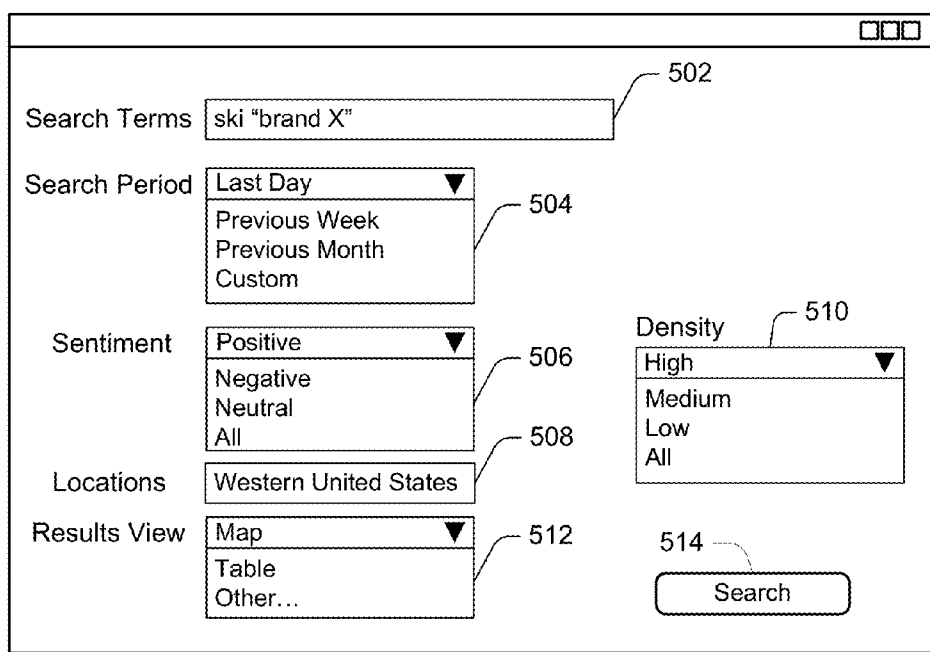 502
Search Terms ski “brand X”
Search Period Last Day
504
Previous Week
Previous Month
Custom
Sentiment Positive
506
Negative
Neutral
All
Density 510
High
Medium
Low
All
508
Locations Western United States
Results View Map
512
Table
Other...
514
Search